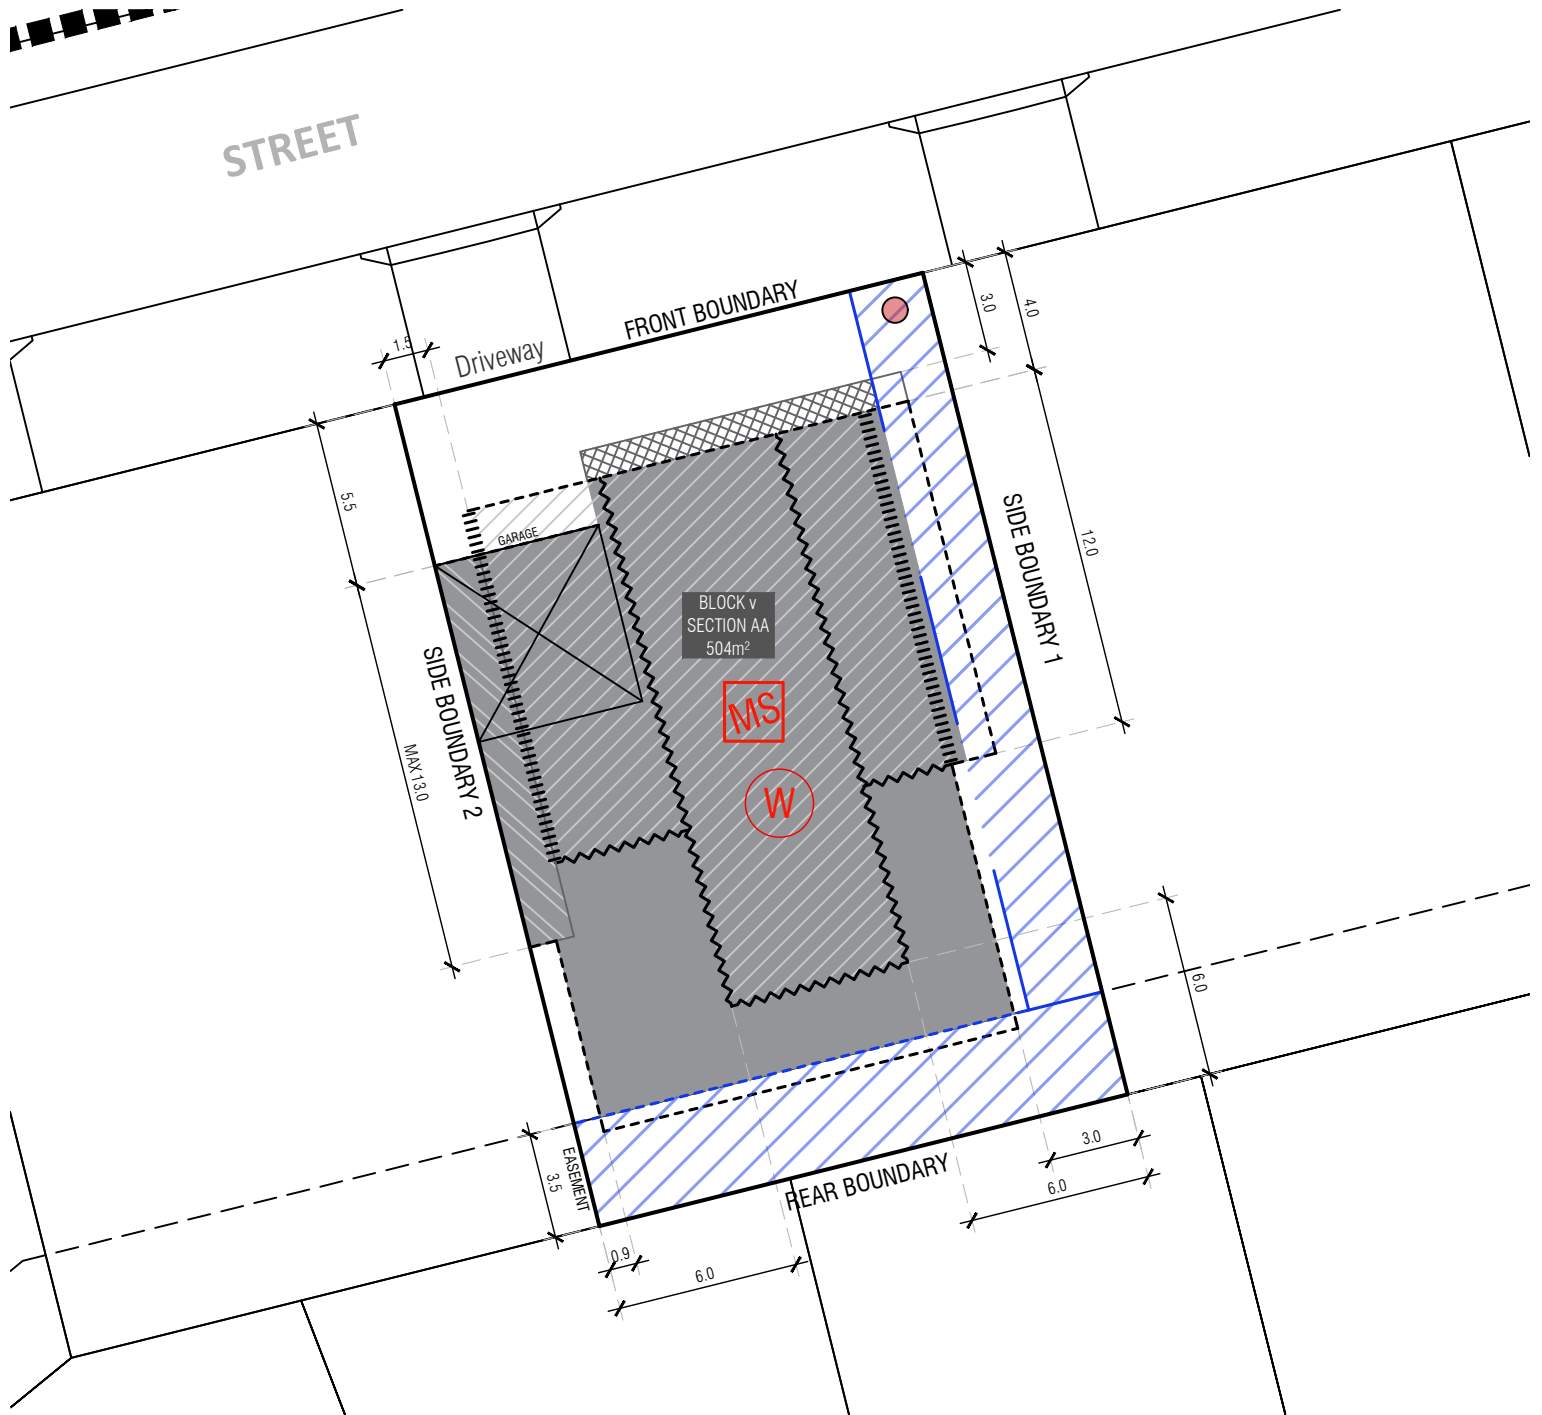 STREET
FRONT BOUNDARY
3.0
4.0
1.5
Driveway
5.5
GARAGE
SIDE BOUNDARY 1
12.0
BLOCK v
SECTION AA
504m²
SIDE BOUNDARY 2
MS
MAX 13.0
W
6.0
EASEMENT
3.5
3.0
REAR BOUNDARY
6.0
0.9
6.0